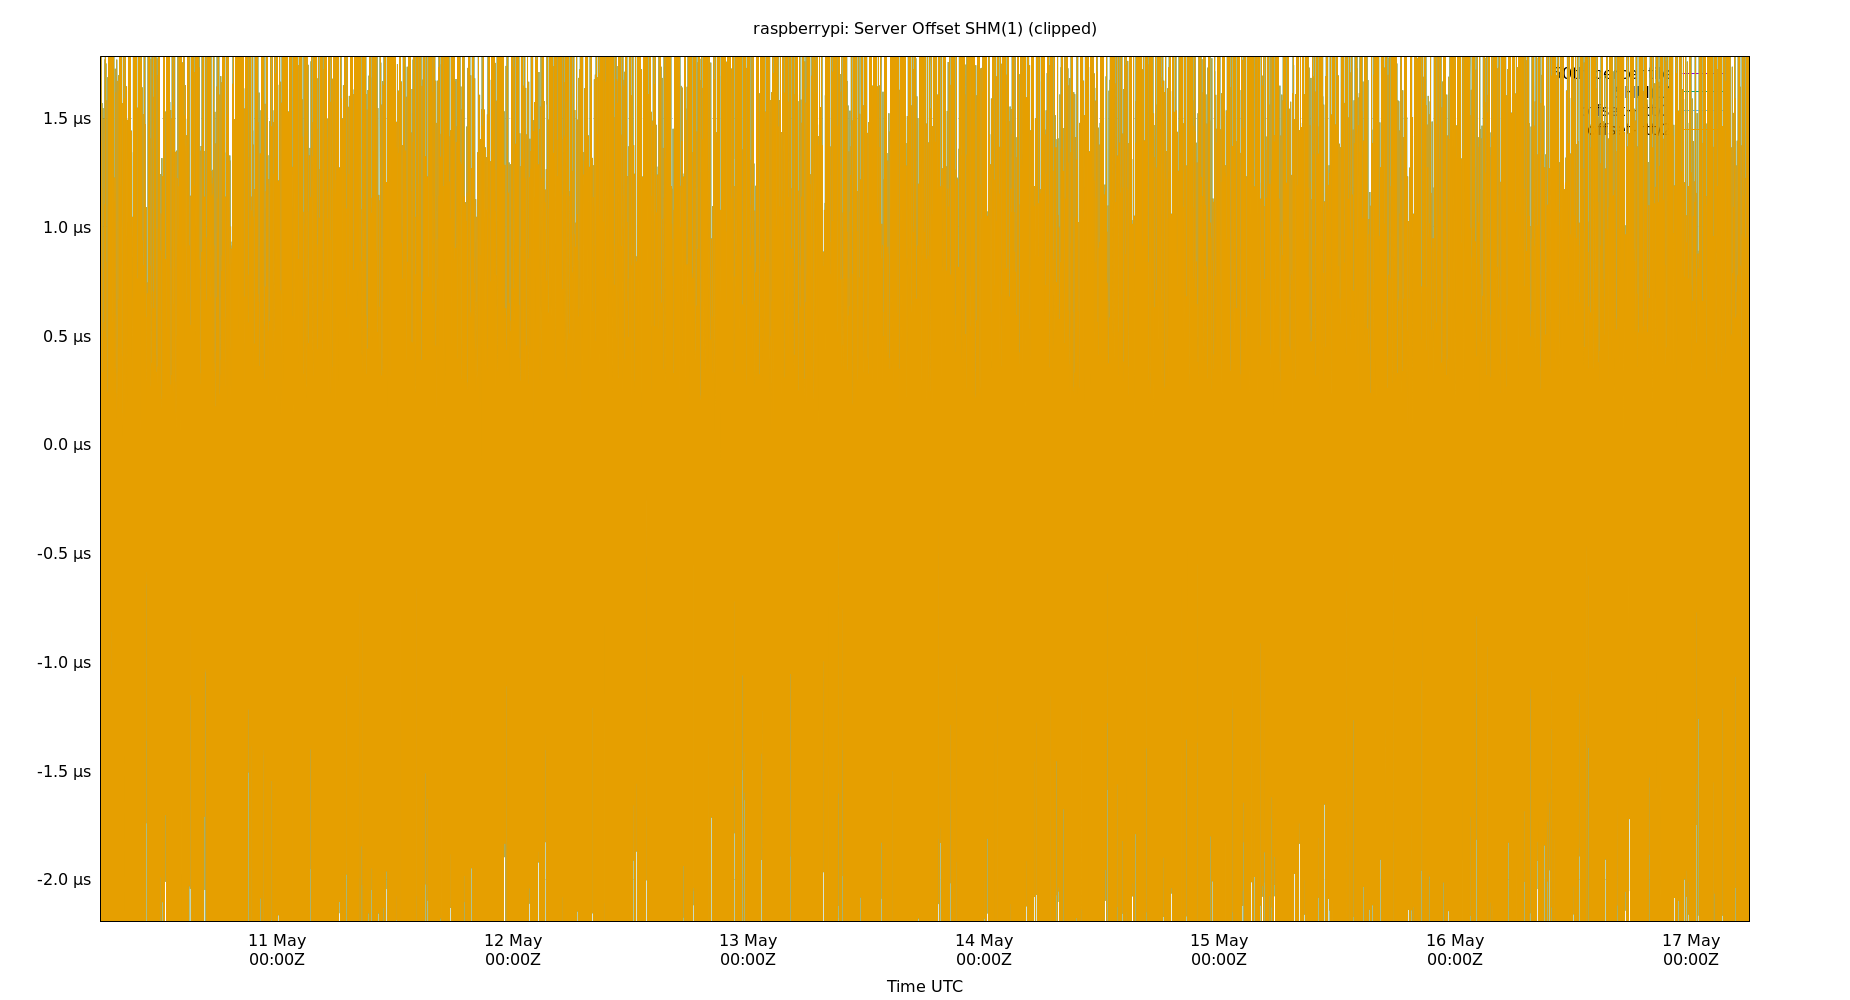 raspberrypi: Server Offset SHM(1) (clipped)
1.5 µs
1.0 µs
0.5 µs
0.0 µs
-0.5 µs
-1.0 µs
-1.5 µs
-2.0 µs
11 May 12 May 13 May 14 May 15 May 16 May 17 May
00:00Z 00:00Z 00:00Z 00:00Z 00:00Z 00:00Z 00:00Z
Time UTC